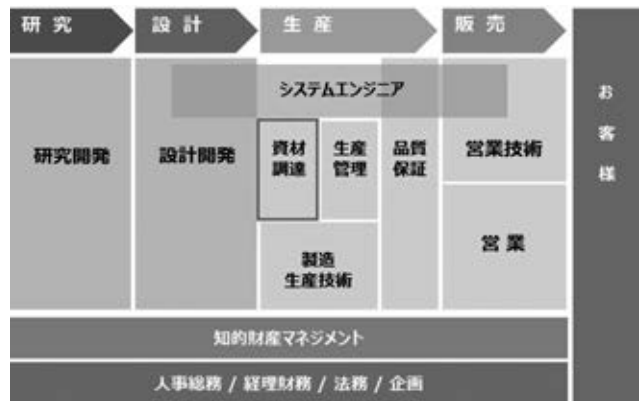 研究
設計
生産
販売
システムエンジニア
研究開発
設計開発
資材
調達
生産
管理
品質
保証
営業技術
製造
生産技術
営業
お客様
知的財産マネジメント
人事総務 / 経理財務 / 法務 / 企画